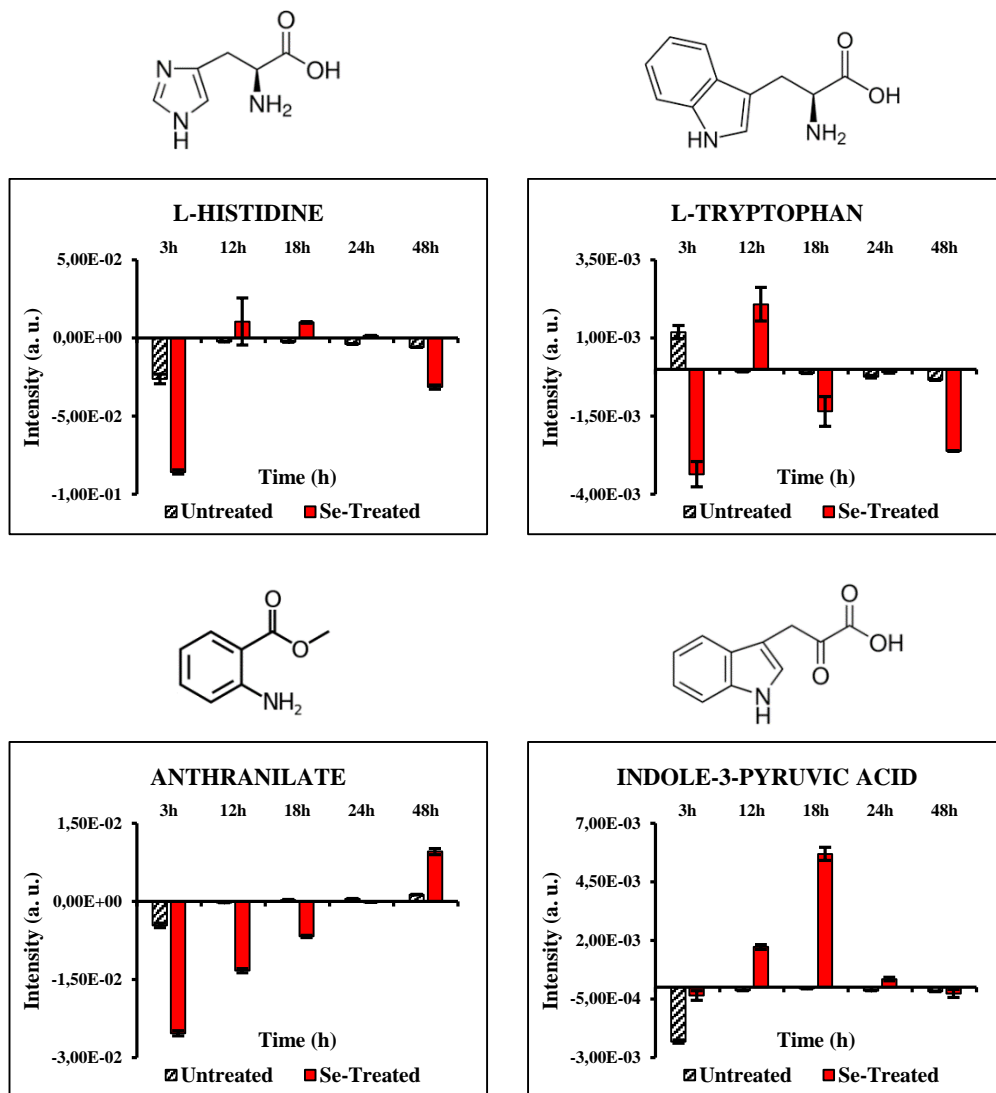 O
N
OH
NH2
N
H
O
OH
HN
NH2
L-HISTIDINE
3h 12h 18h 24h 48h
5,00E-02
0,00E+00
-5,00E-02
-1,00E-01
Intensity (a. u.)
Time (h)
Untreated Se-Treated
L-TRYPTOPHAN
3h 12h 18h 24h 48h
3,50E-03
1,00E-03
-1,50E-03
-4,00E-03
Intensity (a. u.)
Time (h)
Untreated Se-Treated
O
O
NH2
O
OH
O
N
H
ANTHRANILATE
3h 12h 18h 24h 48h
1,50E-02
0,00E+00
-1,50E-02
-3,00E-02
Intensity (a. u.)
Time (h)
Untreated Se-Treated
INDOLE-3-PYRUVIC ACID
3h 12h 18h 24h 48h
7,00E-03
4,50E-03
2,00E-03
-5,00E-04
-3,00E-03
Intensity (a. u.)
Time (h)
Untreated Se-Treated